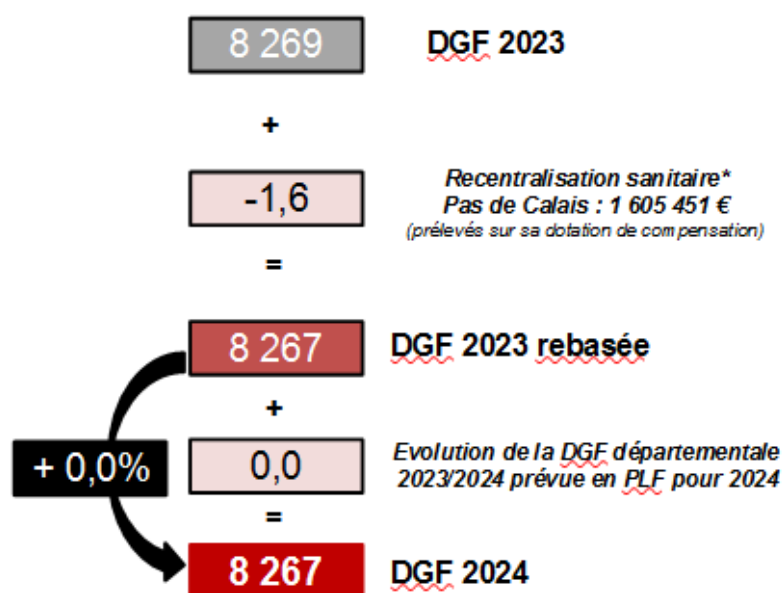 8 269 DGF 2023
+
-1,6
Recentralisation sanitaire*
Pas de Calais : 1 605 451 €
(prélevés sur sa dotation de compensation)
=
8 267 DGF 2023 rebasée
+
+ 0,0%
0,0
Evolution de la DGF départementale
2023/2024 prévue en PLF pour 2024
=
8 267 DGF 2024